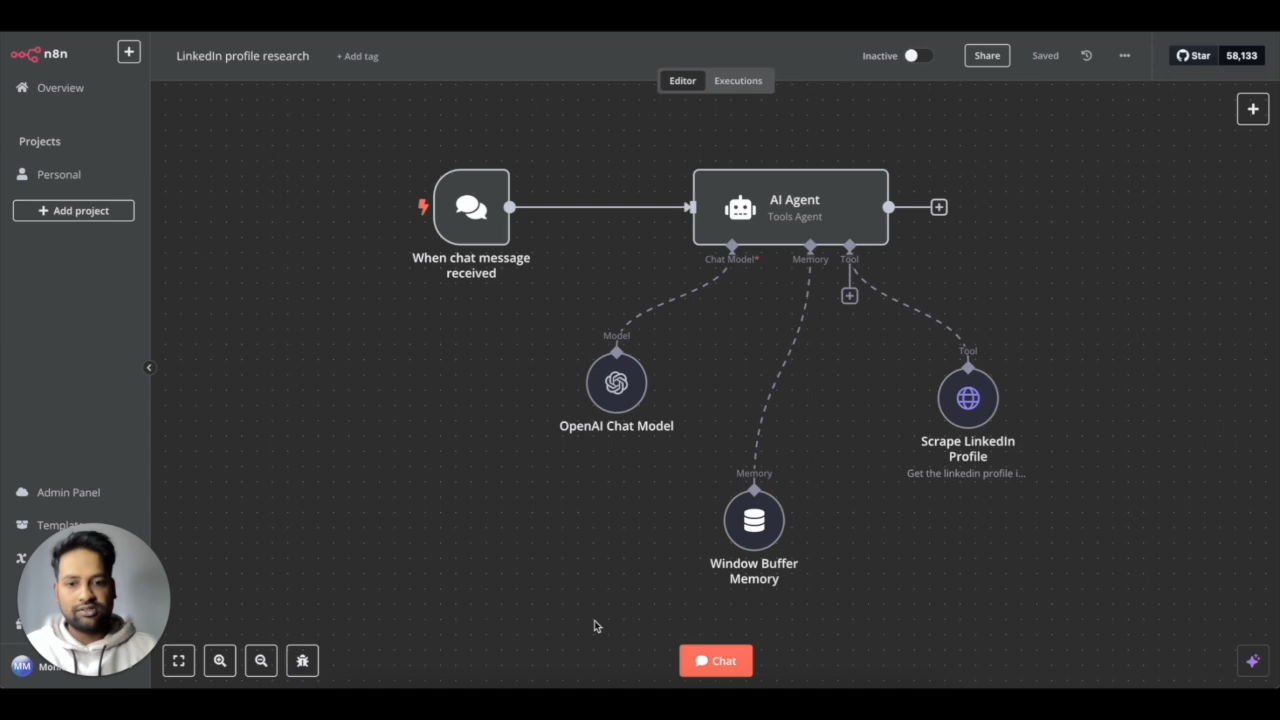 n8n
LinkedIn profile research
+ Add tag
Inactive
Share
Saved
Star
58,133
Editor
Executions
Overview
Projects
Personal
+ Add project
When chat message
received
AI Agent
Tools Agent
Chat Model*
Memory
Tool
Model
OpenAI Chat Model
Tool
Scrape LinkedIn
Profile
Get the linkedin profile i...
Memory
Window Buffer
Memory
Admin Panel
MM
Chat